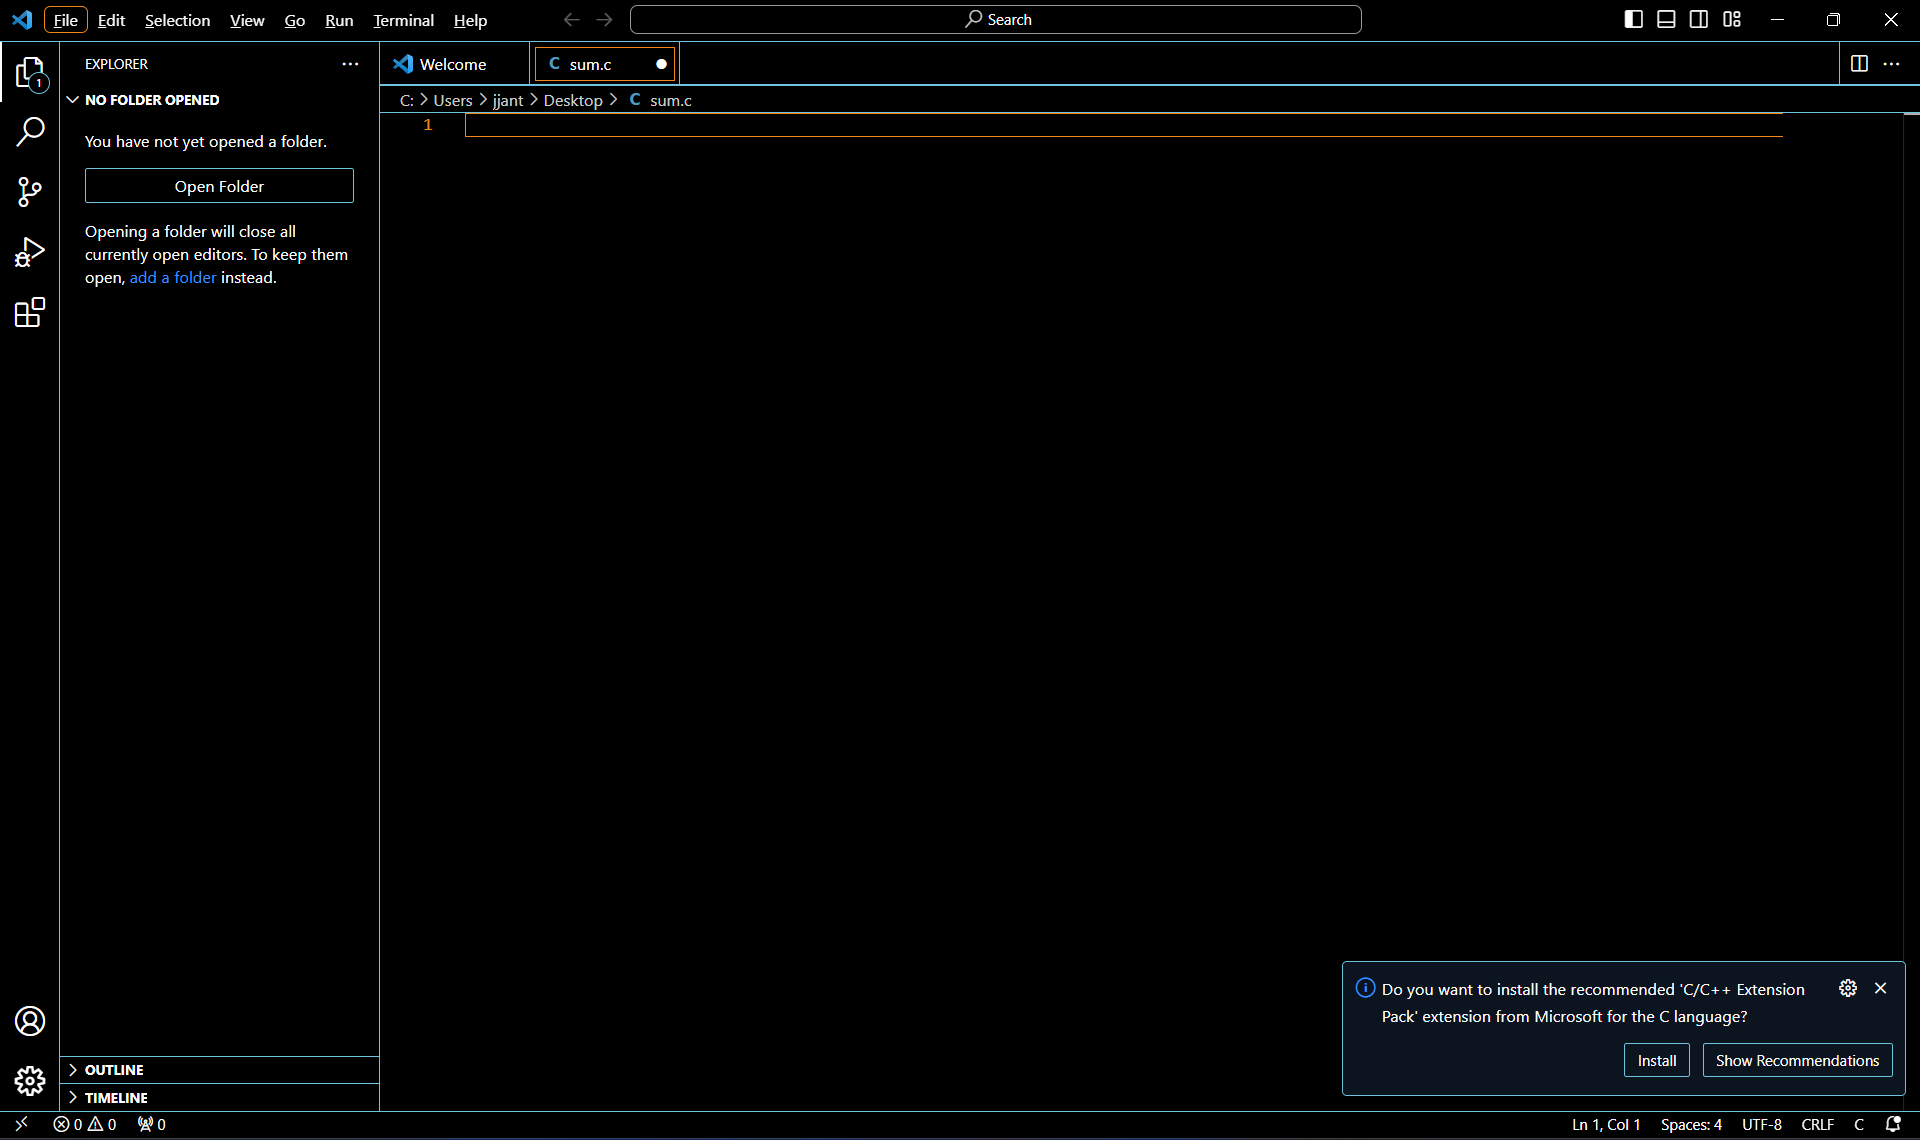 File Edit Selection View Go Run Terminal Help
Search
EXPLORER
1
NO FOLDER OPENED
You have not yet opened a folder.
Open Folder
Opening a folder will close all
currently open editors. To keep them
open, add a folder instead.
OUTLINE
TIMELINE
Welcome
C sum.c
C: Users jjant Desktop C sum.c
1
Do you want to install the recommended 'C/C++ Extension
Pack' extension from Microsoft for the C language?
Install Show Recommendations
0 0 0
Ln 1, Col 1 Spaces: 4 UTF-8 CRLF C